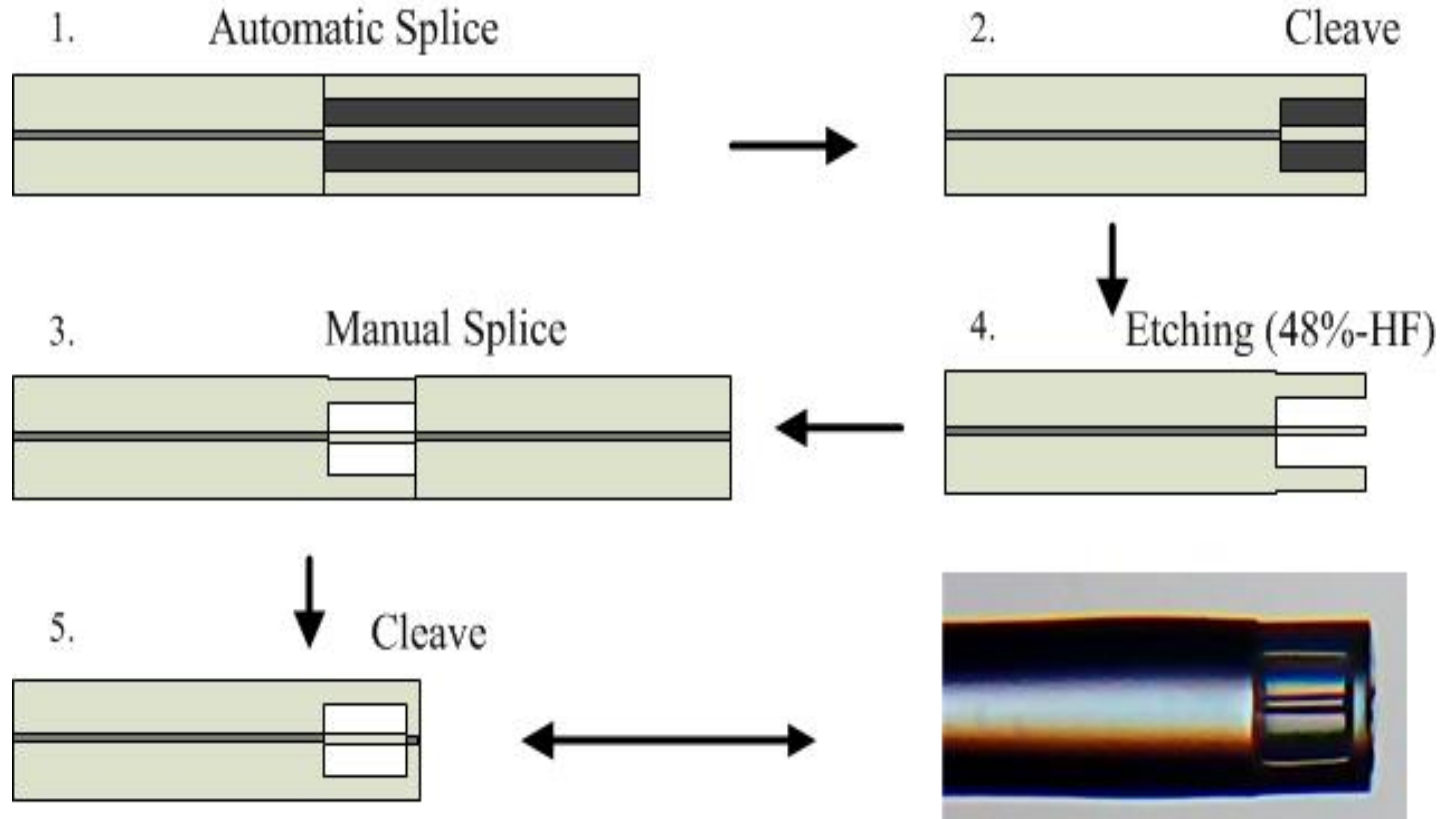 1. Automatic Splice
2. Cleave
3. Manual Splice
4. Etching (48%-HF)
5. Cleave